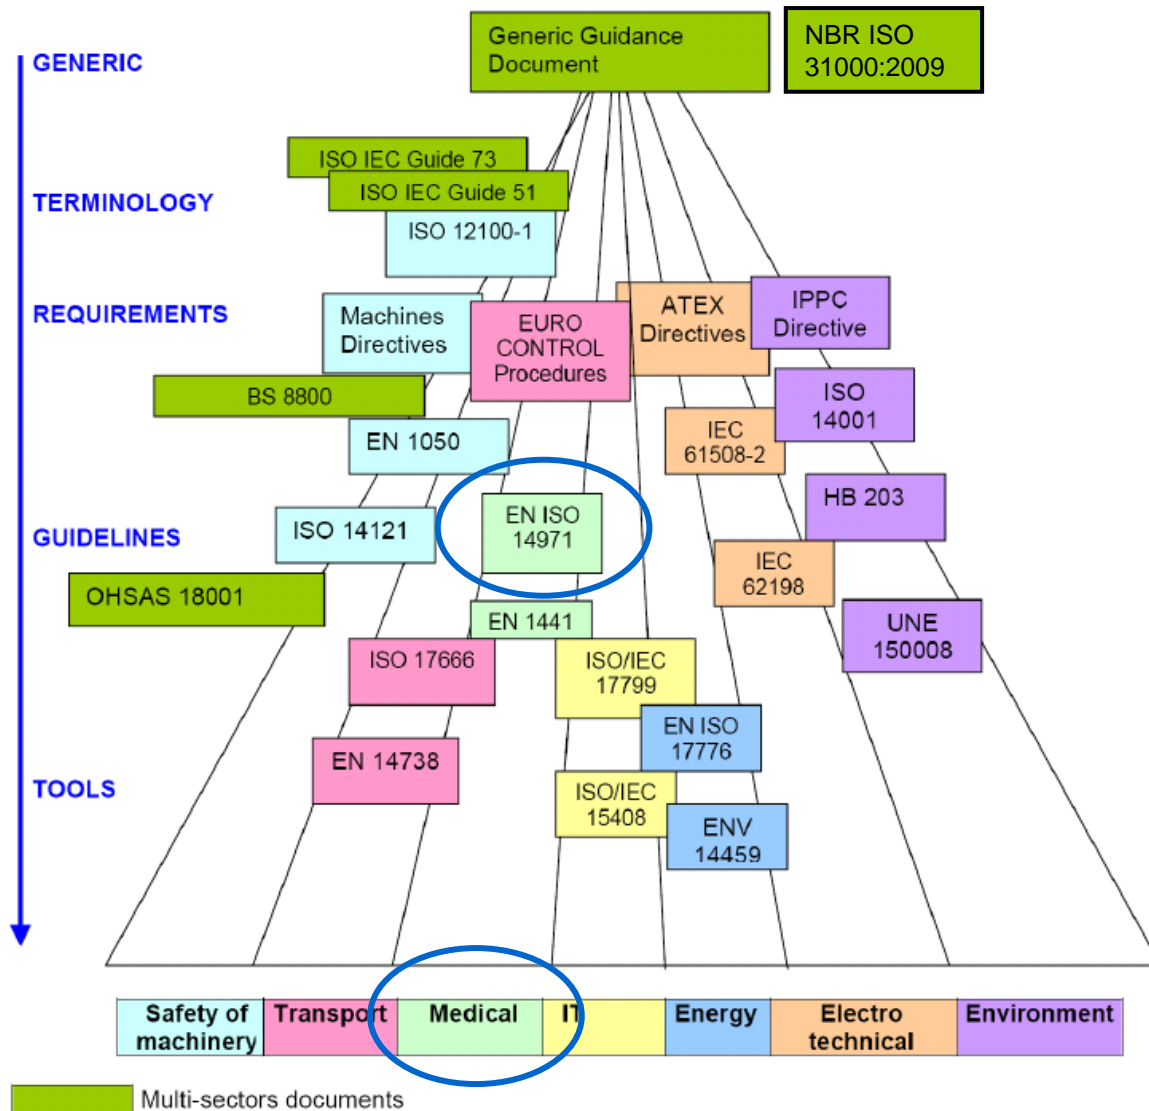 Generic Guidance
Document
NBR ISO
31000:2009
GENERIC
ISO IEC Guide 73
ISO IEC Guide 51
TERMINOLOGY
ISO 12100-1
REQUIREMENTS
Machines
Directives
EURO
CONTROL
Procedures
ATEX
Directives
IPPC
Directive
BS 8800
EN 1050
IEC
61508-2
ISO
14001
GUIDELINES
ISO 14121
EN ISO
14971
HB 203
OHSAS 18001
EN 1441
IEC
62198
UNE
150008
ISO 17666
ISO/IEC
17799
EN ISO
17776
TOOLS
EN 14738
ISO/IEC
15408
ENV
14459
Safety of
machinery
Transport
Medical
IT
Energy
Electro
technical
Environment
Multi-sectors documents